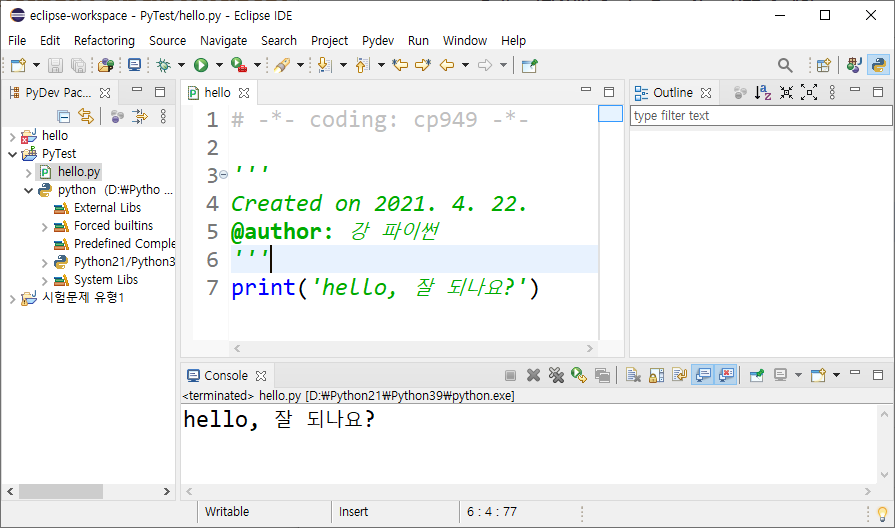 eclipse-workspace - PyTest/hello.py - Eclipse IDE
File Edit Refactoring Source Navigate Search Project Pydev Run Window Help
PyDev Pac...
hello
PyTest
hello.py
python (D:₩Pytho ...
External Libs
Forced builtins
Predefined Comple
Python21/Python3
System Libs
시험문제 유형1
hello
1 # -*- coding: cp949 -*-
2
3 '''
4 Created on 2021. 4. 22.
5 @author: 강 파이썬
6 '''
7 print('hello, 잘 되나요?')
Outline
type filter text
Console
<terminated> hello.py [D:₩Python21₩Python39₩python.exe]
hello, 잘 되나요?
Writable Insert 6 : 4 : 77